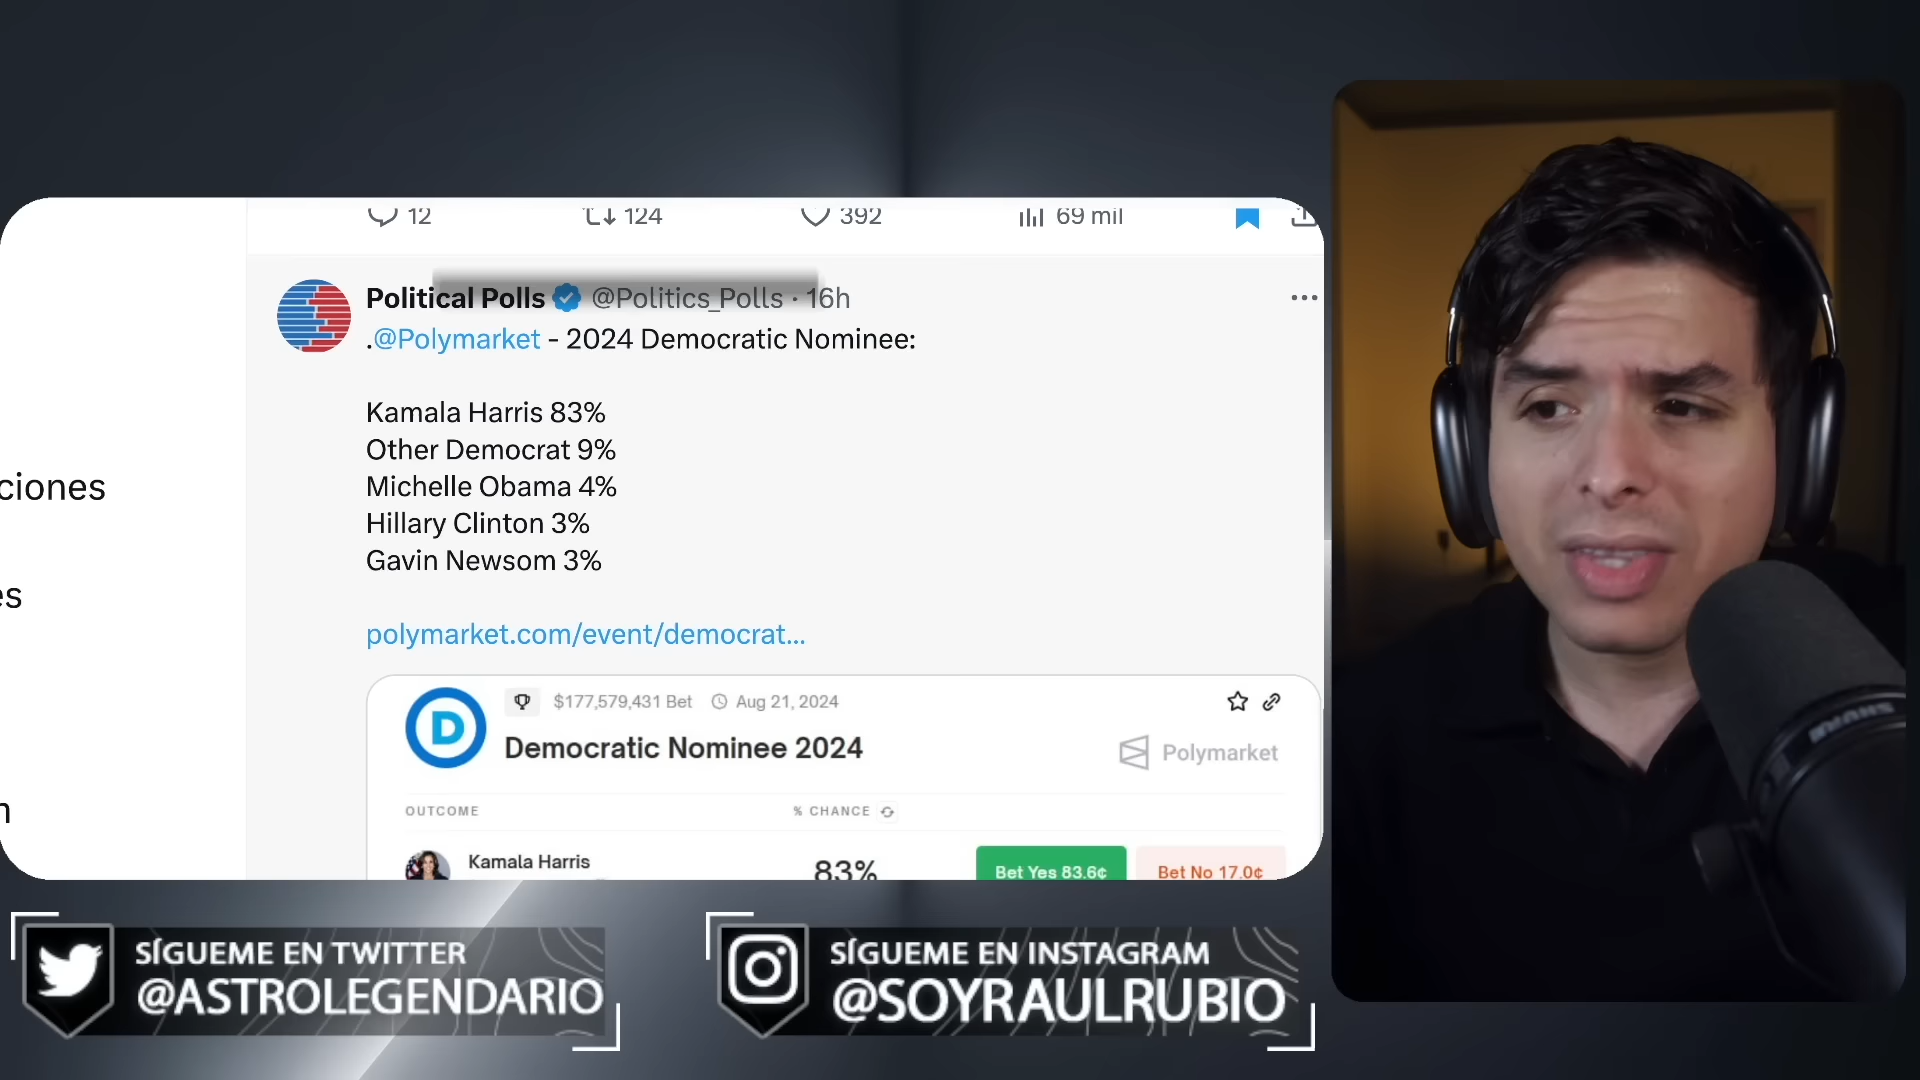 12 124 392 69 mil
Political Polls @Politics_Polls · 16h
.@Polymarket - 2024 Democratic Nominee:
Kamala Harris 83%
Other Democrat 9%
Michelle Obama 4%
Hillary Clinton 3%
Gavin Newsom 3%
polymarket.com/event/democrat...
ciones
es
n
$177,579,431 Bet Aug 21, 2024
D
Democratic Nominee 2024
Polymarket
OUTCOME % CHANCE
Kamala Harris 83% Bet Yes 83.6¢ Bet No 17.0¢
SHURE
SÍGUEME EN TWITTER
@ASTROLEGENDARIO
SÍGUEME EN INSTAGRAM
@SOYRAULRUBIO